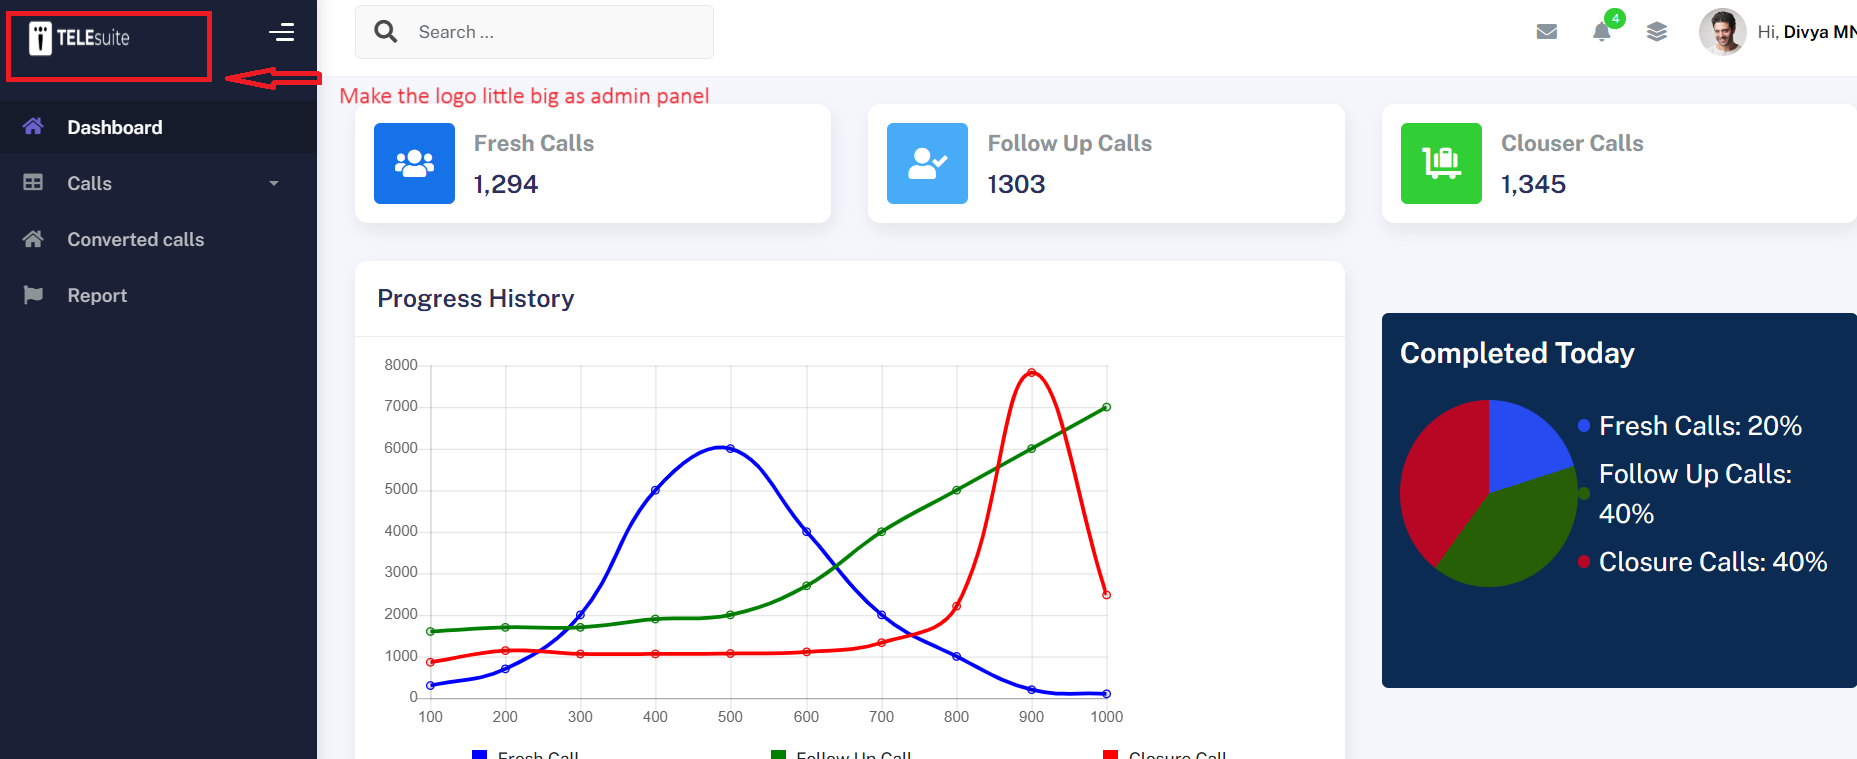 TELEsuite
Search ...
4
Hi, Divya MN
Make the logo little big as admin panel
Dashboard
Calls
Converted calls
Report
Fresh Calls
1,294
Follow Up Calls
1303
Clouser Calls
1,345
Progress History
8000
7000
6000
5000
4000
3000
2000
1000
0
100 200 300 400 500 600 700 800 900 1000
Fresh Call Follow Up Call Closure Call
Completed Today
Fresh Calls: 20%
Follow Up Calls:
40%
Closure Calls: 40%